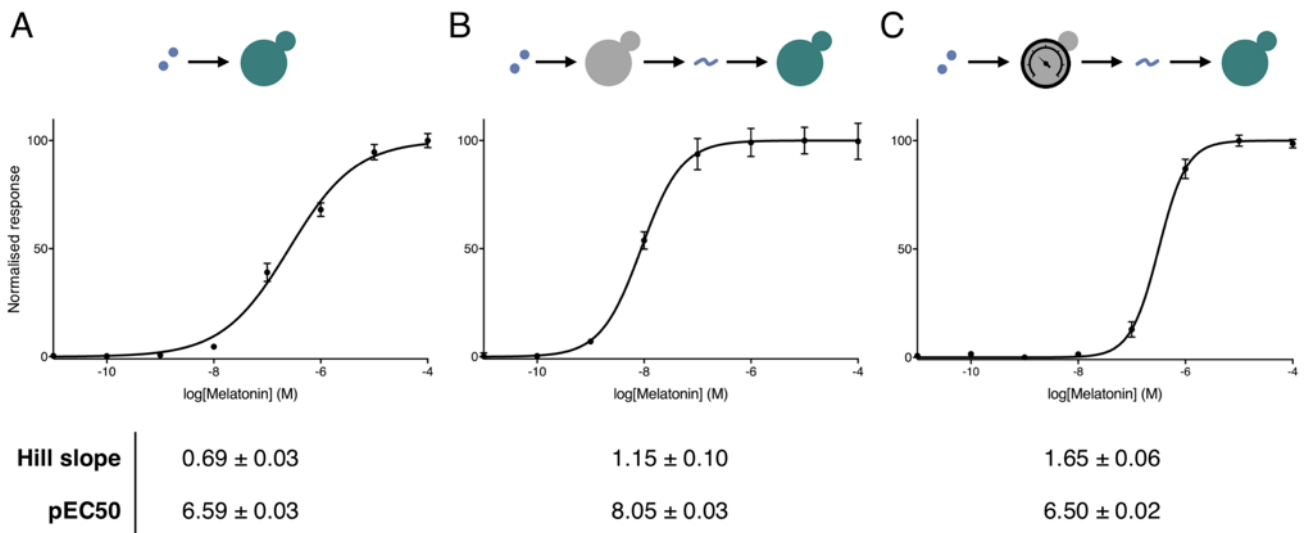 A B C
Normalised response
100 100 100
50 50 50
0 0 0
-10 -8 -6 -4 -10 -8 -6 -4 -10 -8 -6 -4
log[Melatonin] (M) log[Melatonin] (M) log[Melatonin] (M)
Hill slope 0.69 ± 0.03 1.15 ± 0.10 1.65 ± 0.06
pEC50 6.59 ± 0.03 8.05 ± 0.03 6.50 ± 0.02